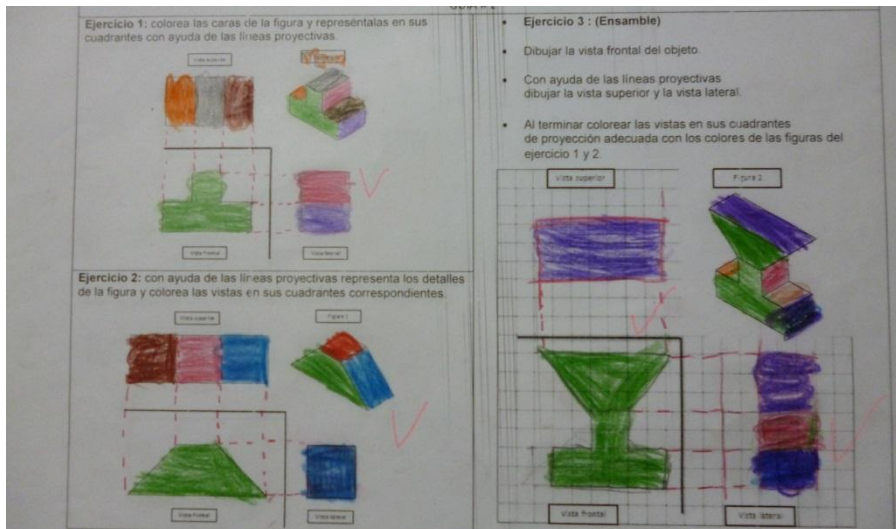 Ejercicio 1: colorea las caras de la figura y represéntalas en sus
cuadrantes con ayuda de las líneas proyectivas.
Vista superior
Vista frontal
Vista lateral
Ejercicio 2: con ayuda de las líneas proyectivas representa los detalles
de la figura y colorea las vistas en sus cuadrantes correspondientes.
Vista superior
Figura 2
Vista frontal
Vista lateral
• Ejercicio 3 : (Ensamble)
• Dibujar la vista frontal del objeto.
• Con ayuda de las líneas proyectivas
dibujar la vista superior y la vista lateral.
• Al terminar colorear las vistas en sus cuadrantes
de proyección adecuada con los colores de las figuras del
ejercicio 1 y 2.
Vista superior
Figura 3
Vista frontal
Vista lateral